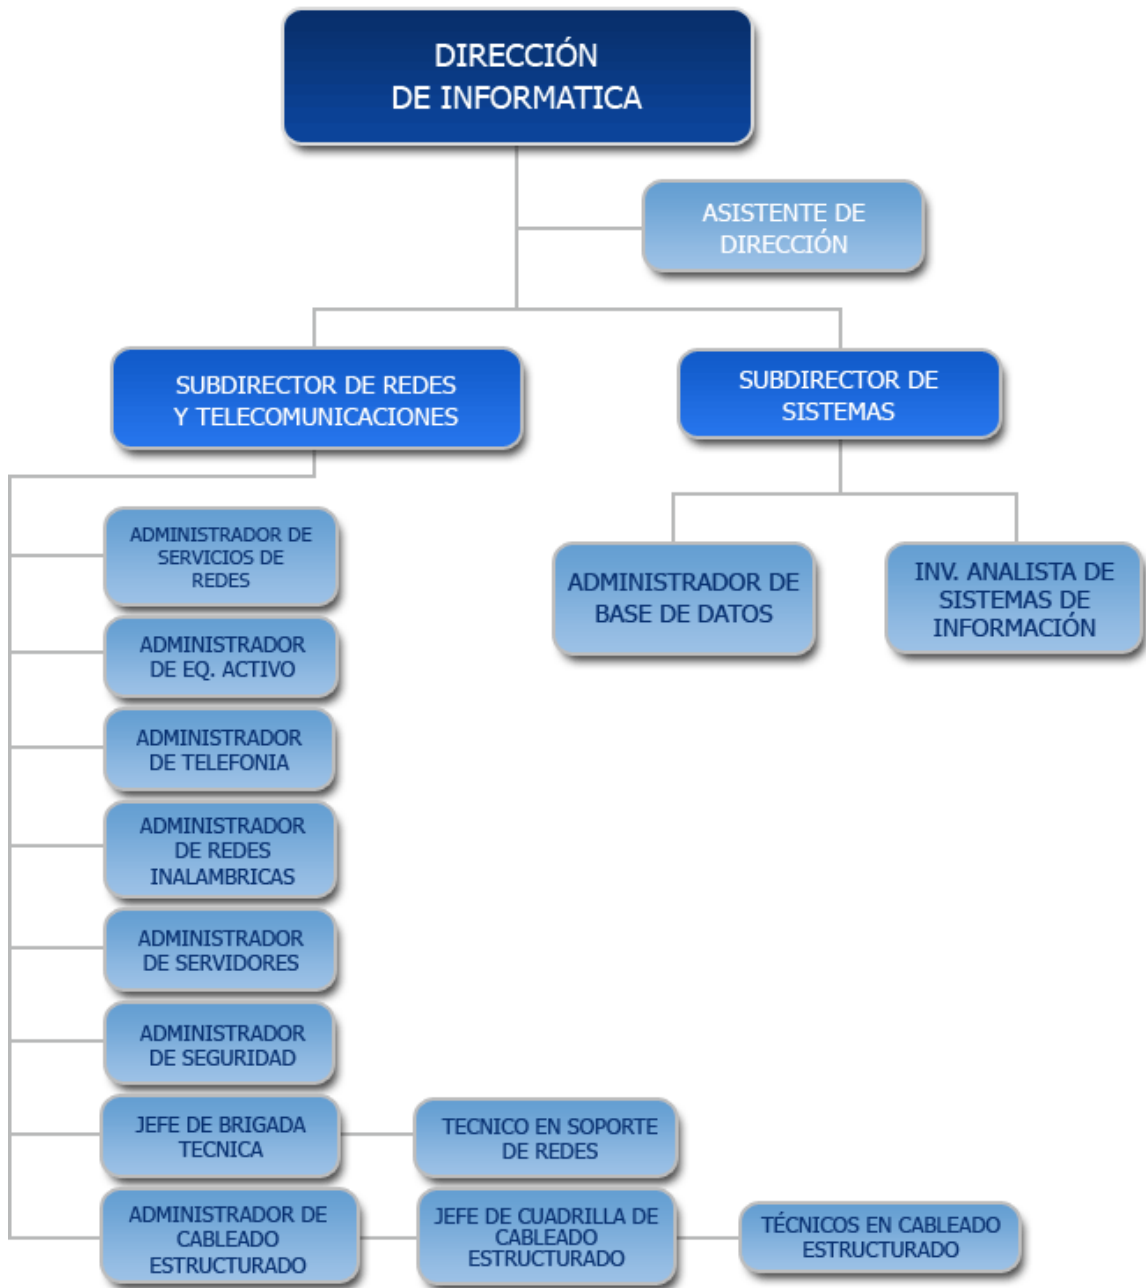 DIRECCIÓN
DE INFORMATICA
ASISTENTE DE
DIRECCIÓN
SUBDIRECTOR DE REDES
Y TELECOMUNICACIONES
SUBDIRECTOR DE
SISTEMAS
ADMINISTRADOR DE
SERVICIOS DE
REDES
ADMINISTRADOR DE
BASE DE DATOS
INV. ANALISTA DE
SISTEMAS DE
INFORMACIÓN
ADMINISTRADOR
DE EQ. ACTIVO
ADMINISTRADOR
DE TELEFONIA
ADMINISTRADOR
DE REDES
INALAMBRICAS
ADMINISTRADOR
DE SERVIDORES
ADMINISTRADOR
DE SEGURIDAD
JEFE DE BRIGADA
TECNICA
TECNICO EN SOPORTE
DE REDES
ADMINISTRADOR DE
CABLEADO
ESTRUCTURADO
JEFE DE CUADRILLA DE
CABLEADO
ESTRUCTURADO
TÉCNICOS EN CABLEADO
ESTRUCTURADO